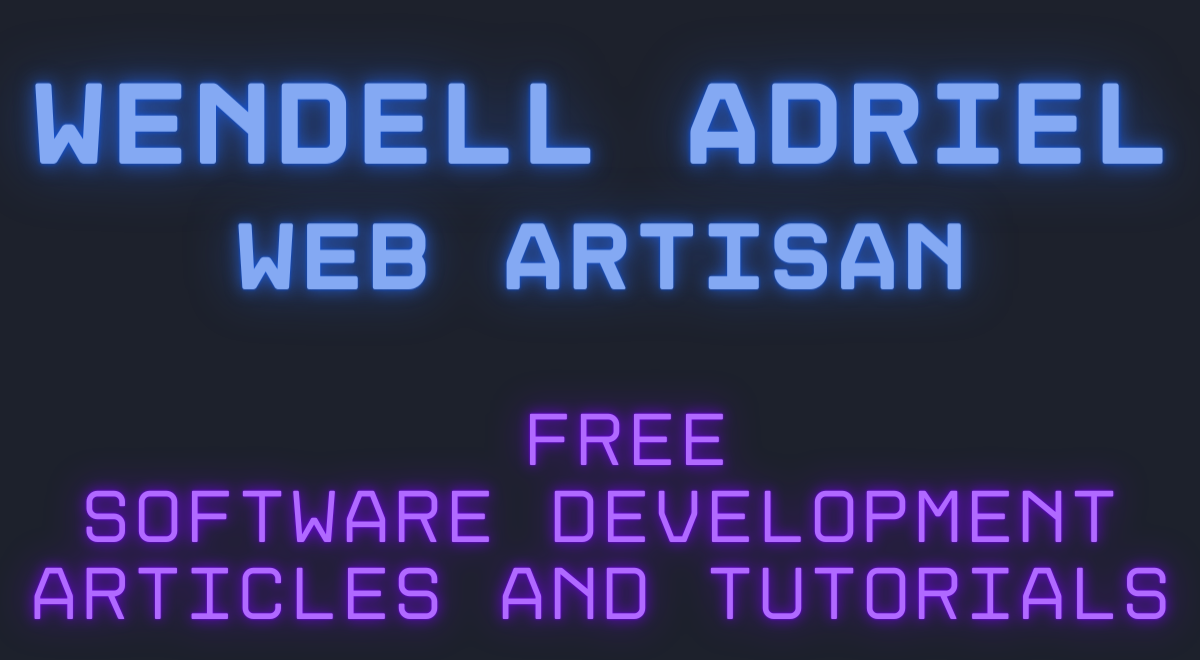 WENDELL ADRIEL
WEB ARTISAN
FREE
SOFTWARE DEVELOPMENT
ARTICLES AND TUTORIALS